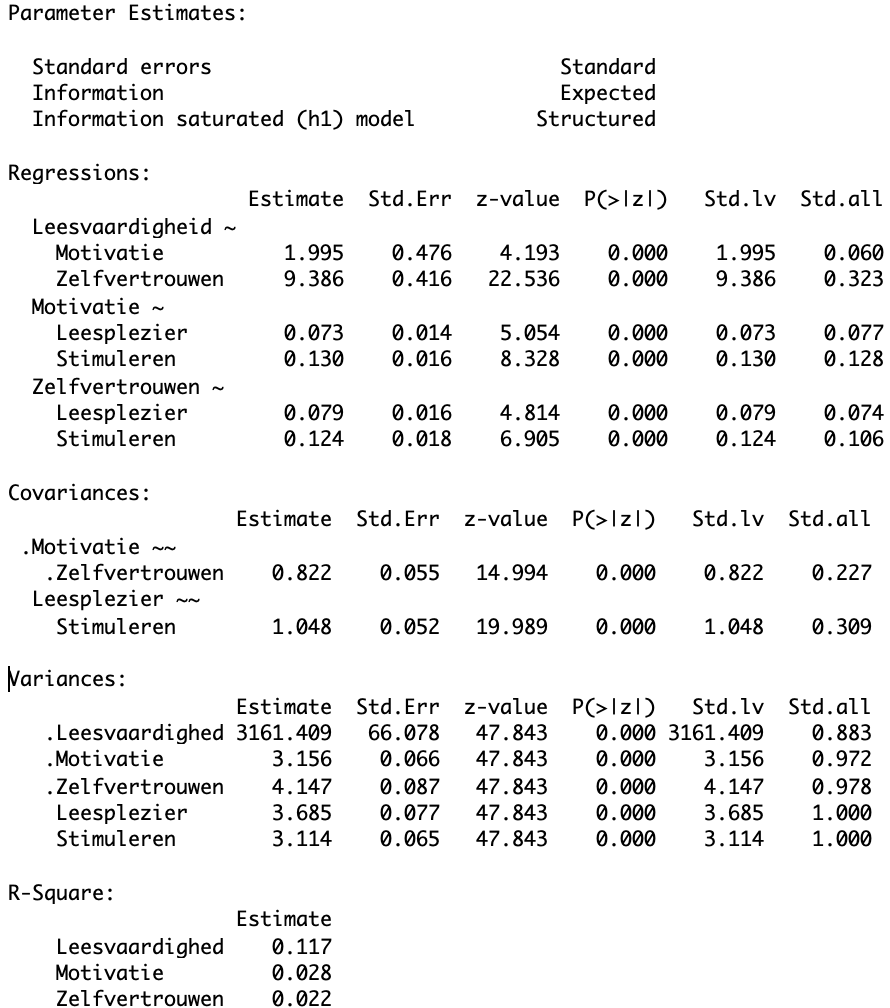 Parameter Estimates:
Standard errors Standard
Information Expected
Information saturated (h1) model Structured
Regressions:
Estimate Std.Err z-value P(>|z|) Std.lv Std.all
Leesvaardigheid ~
Motivatie 1.995 0.476 4.193 0.000 1.995 0.060
Zelfvertrouwen 9.386 0.416 22.536 0.000 9.386 0.323
Motivatie ~
Leesplezier 0.073 0.014 5.054 0.000 0.073 0.077
Stimuleren 0.130 0.016 8.328 0.000 0.130 0.128
Zelfvertrouwen ~
Leesplezier 0.079 0.016 4.814 0.000 0.079 0.074
Stimuleren 0.124 0.018 6.905 0.000 0.124 0.106
Covariances:
Estimate Std.Err z-value P(>|z|) Std.lv Std.all
.Motivatie ~~
.Zelfvertrouwen 0.822 0.055 14.994 0.000 0.822 0.227
Leesplezier ~~
Stimuleren 1.048 0.052 19.989 0.000 1.048 0.309
Variances:
Estimate Std.Err z-value P(>|z|) Std.lv Std.all
.Leesvaardighed 3161.409 66.078 47.843 0.000 3161.409 0.883
.Motivatie 3.156 0.066 47.843 0.000 3.156 0.972
.Zelfvertrouwen 4.147 0.087 47.843 0.000 4.147 0.978
Leesplezier 3.685 0.077 47.843 0.000 3.685 1.000
Stimuleren 3.114 0.065 47.843 0.000 3.114 1.000
R-Square:
Estimate
Leesvaardighed 0.117
Motivatie 0.028
Zelfvertrouwen 0.022